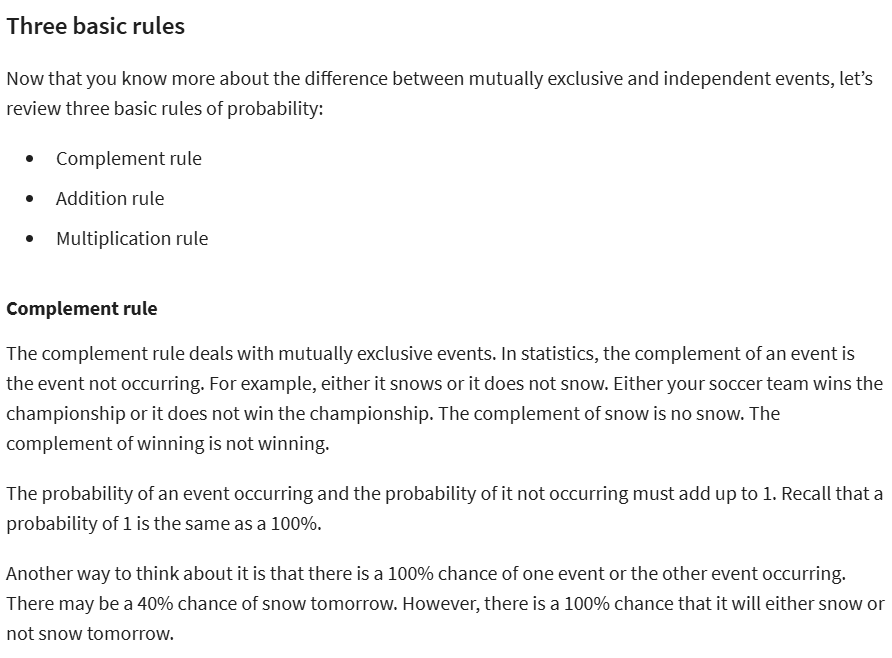 Three basic rules
Now that you know more about the difference between mutually exclusive and independent events, let's
review three basic rules of probability:
• Complement rule
• Addition rule
• Multiplication rule
Complement rule
The complement rule deals with mutually exclusive events. In statistics, the complement of an event is
the event not occurring. For example, either it snows or it does not snow. Either your soccer team wins the
championship or it does not win the championship. The complement of snow is no snow. The
complement of winning is not winning.
The probability of an event occurring and the probability of it not occurring must add up to 1. Recall that a
probability of 1 is the same as a 100%.
Another way to think about it is that there is a 100% chance of one event or the other event occurring.
There may be a 40% chance of snow tomorrow. However, there is a 100% chance that it will either snow or
not snow tomorrow.